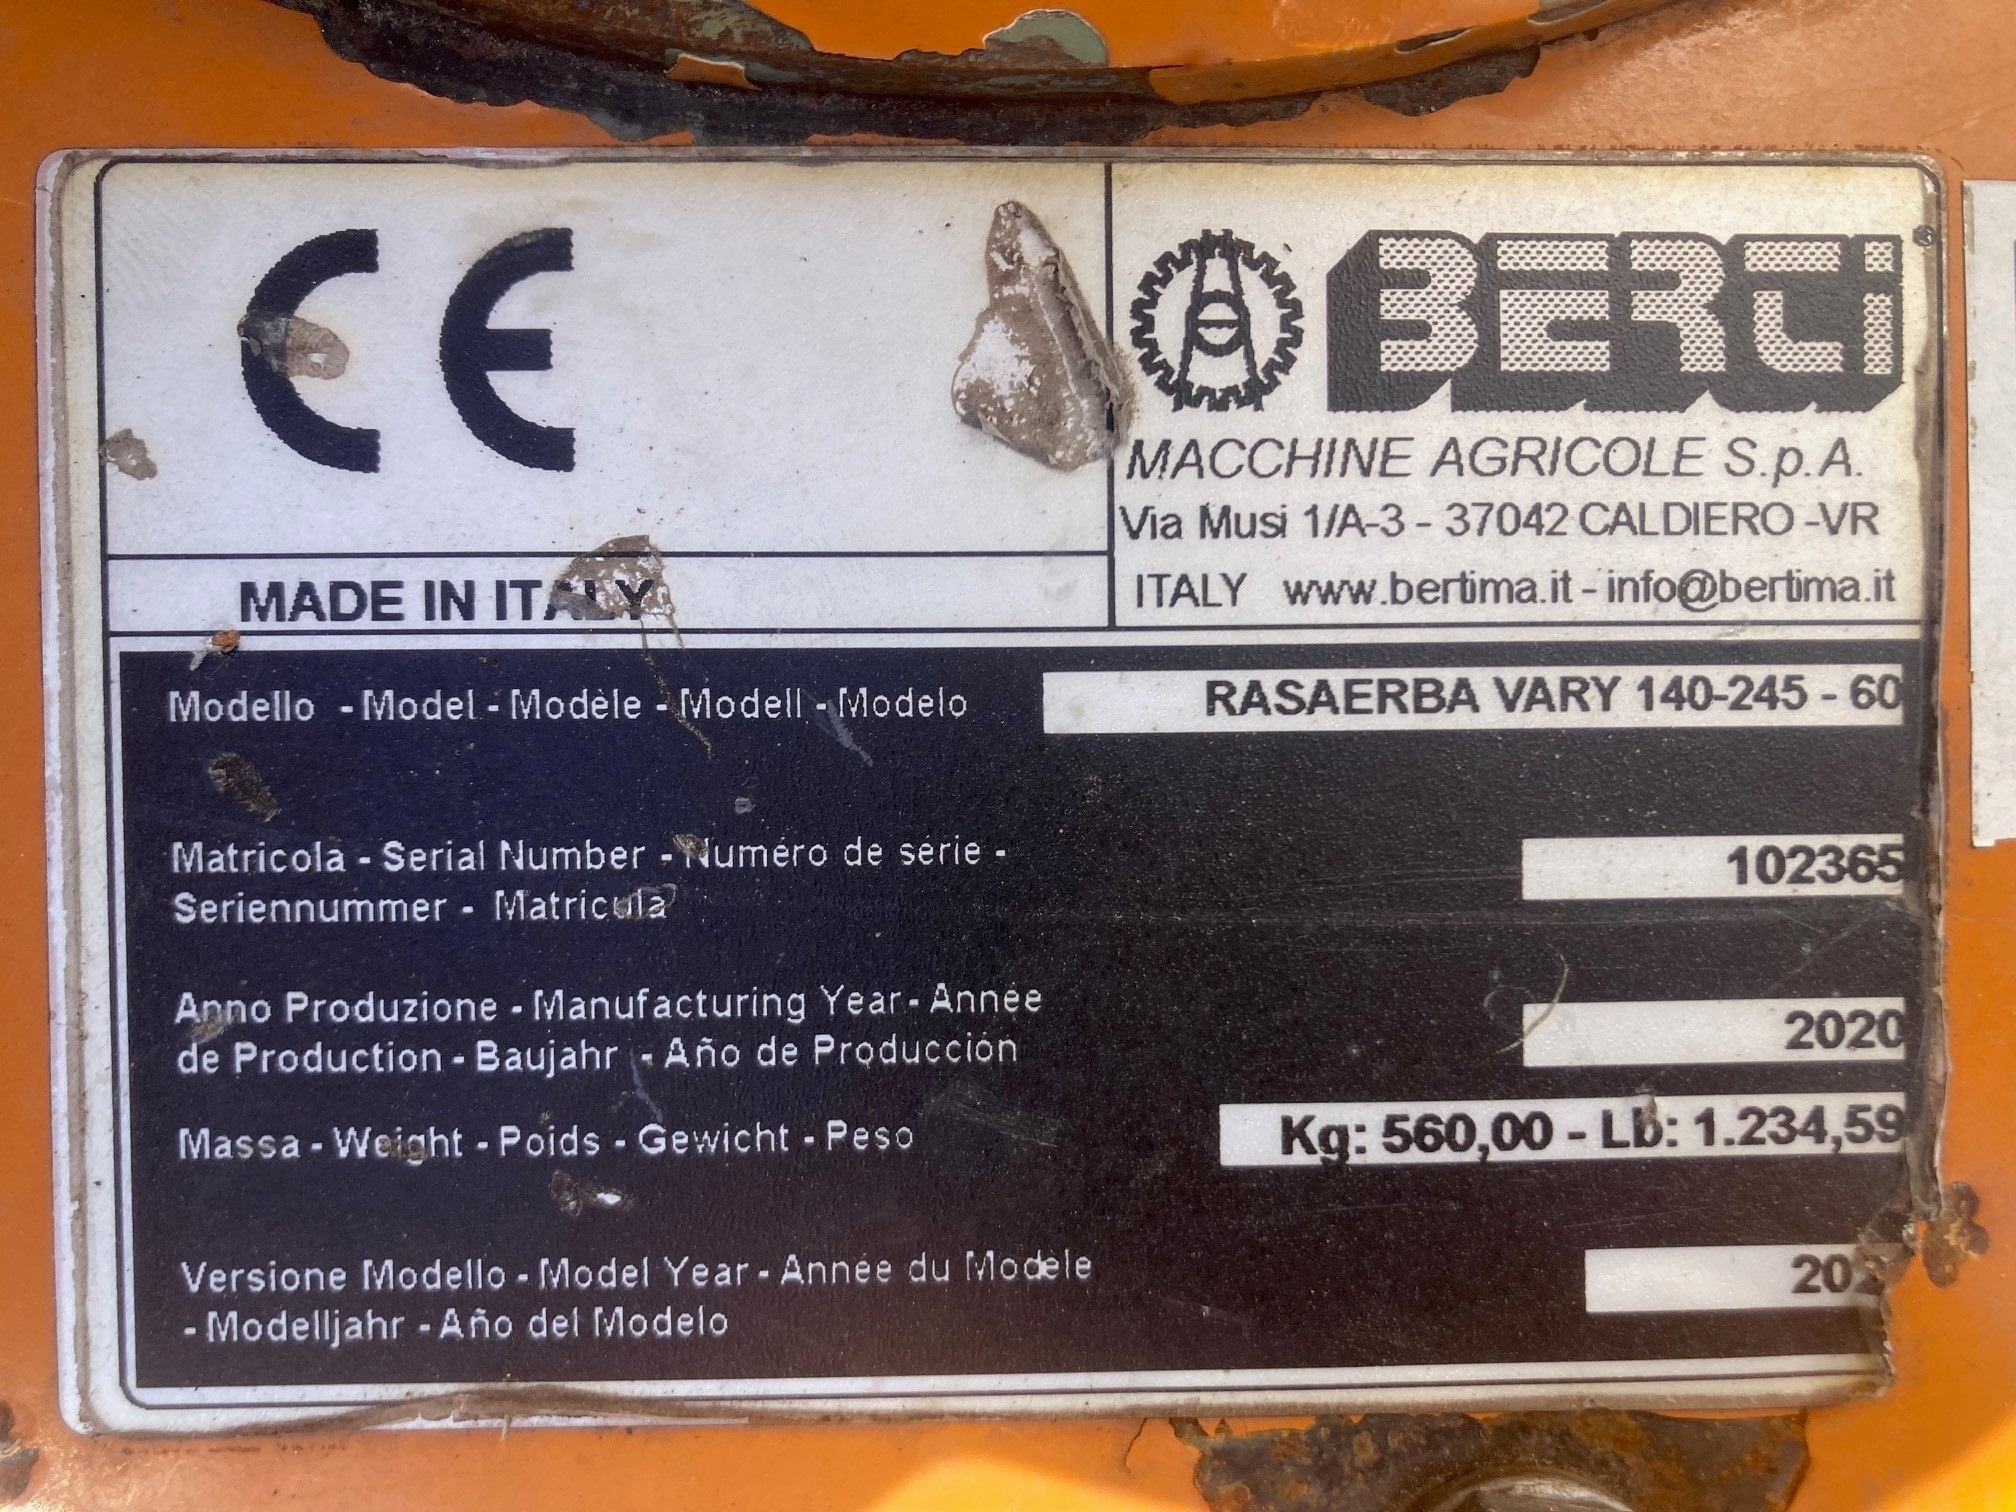 CE
BERTI®
MACCHINE AGRICOLE S.p.A.
Via Musi 1/A-3 - 37042 CALDIERO -VR
ITALY www.bertima.it - info@bertima.it
MADE IN ITALY
Modello - Model - Modèle - Modell - Modelo RASAERBA VARY 140-245 - 60
Matricola - Serial Number - Numéro de série - 102365
Seriennummer - Matricula
Anno Produzione - Manufacturing Year - Année 2020
de Production - Baujahr - Año de Producción
Massa - Weight - Poids - Gewicht - Peso Kg: 560,00 - Lb: 1.234,59
Versione Modello - Model Year - Année du Modèle
- Modelljahr - Año del Modelo